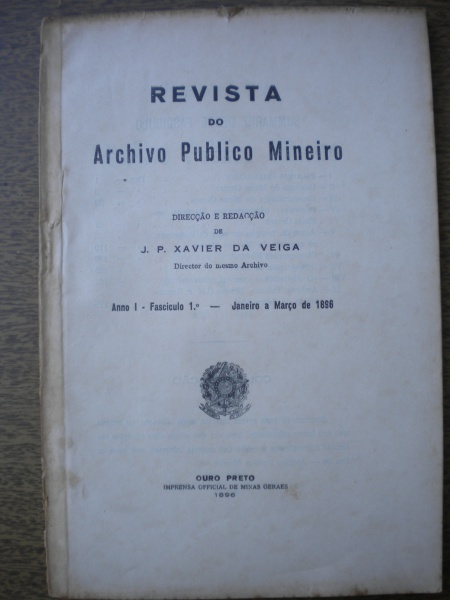 REVISTA
DO
Archivo Publico Mineiro
DIRECÇÃO E REDACÇÃO
DE
J. P. XAVIER DA VEIGA
Director do mesmo Archivo
Anno I - Fasciculo 1.º — Janeiro a Março de 1896
OURO PRETO
IMPRENSA OFFICIAL DE MINAS GERAES
1896